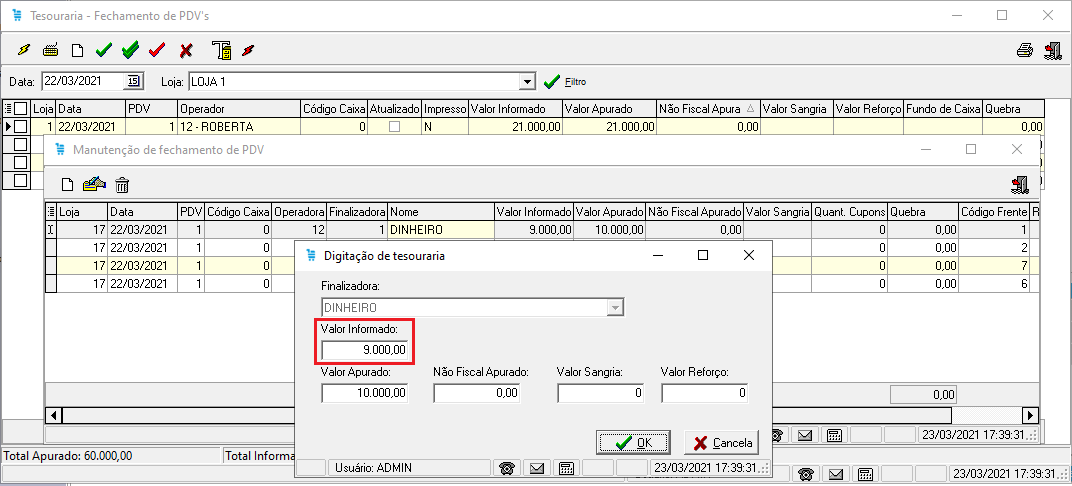 Tesouraria - Fechamento de PDV's
Data: 22/03/2021 15 Loja: LOJA 1 Filtro
Loja Data PDV Operador Código Caixa Atualizado Impresso Valor Informado Valor Apurado Não Fiscal Apura Valor Sangria Valor Reforço Fundo de Caixa Quebra
1 22/03/2021 1 12 - ROBERTA 0 N 21.000,00 21.000,00 0,00 0,00
Manutenção de fechamento de PDV
Loja Data PDV Código Caixa Operadora Finalizadora Nome Valor Informado Valor Apurado Não Fiscal Apurado Valor Sangria Quant. Cupons Quebra Código Frente R
17 22/03/2021 1 0 12 1 DINHEIRO 9.000,00 10.000,00 0,00 0 0,00 1
17 22/03/2021 1 0 0 0,00 2
17 22/03/2021 1 0 0 0,00 7
17 22/03/2021 1 0 0 0,00 6
Digitação de tesouraria
Finalizadora:
DINHEIRO
Valor Informado:
9.000,00
Valor Apurado: Não Fiscal Apurado: Valor Sangria: Valor Reforço:
10.000,00 0,00 0 0
0,00
OK Cancela
23/03/2021 17:39:31
Total Apurado: 60.000,00 Total Informa
Usuário: ADMIN 23/03/2021 17:39:31
23/03/2021 17:39:31